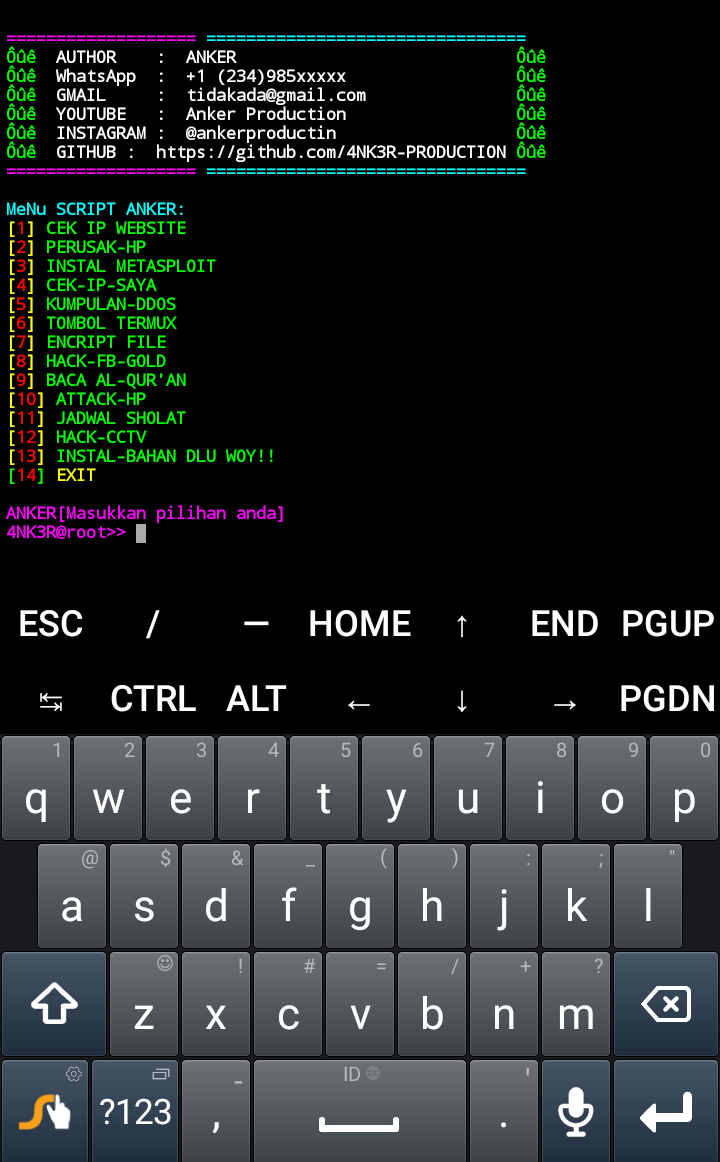 =================== ================================
Ôûê AUTHOR : ANKER Ôûê
Ôûê WhatsApp : +1 (234)985xxxxx Ôûê
Ôûê GMAIL : tidakada@gmail.com Ôûê
Ôûê YOUTUBE : Anker Production Ôûê
Ôûê INSTAGRAM : @ankerproductin Ôûê
Ôûê GITHUB : https://github.com/4NK3R-PRODUCTION Ôûê
=================== ================================
MeNu SCRIPT ANKER:
[1] CEK IP WEBSITE
[2] PERUSAK-HP
[3] INSTAL METASPLOIT
[4] CEK-IP-SAYA
[5] KUMPULAN-DDOS
[6] TOMBOL TERMUX
[7] ENCRIPT FILE
[8] HACK-FB-GOLD
[9] BACA AL-QUR'AN
[10] ATTACK-HP
[11] JADWAL SHOLAT
[12] HACK-CCTV
[13] INSTAL-BAHAN DLU WOY!!
[14] EXIT
ANKER[Masukkan pilihan anda]
4NK3R@root>>
ESC / — HOME ↑ END PGUP
↹ CTRL ALT ← ↓ → PGDN
1 2 3 4 5 6 7 8 9 0
q w e r t y u i o p
@ $ & _ ( ) : ; "
a s d f g h j k l
! # = / + ?
z x c v b n m
- ID '
?123 , .